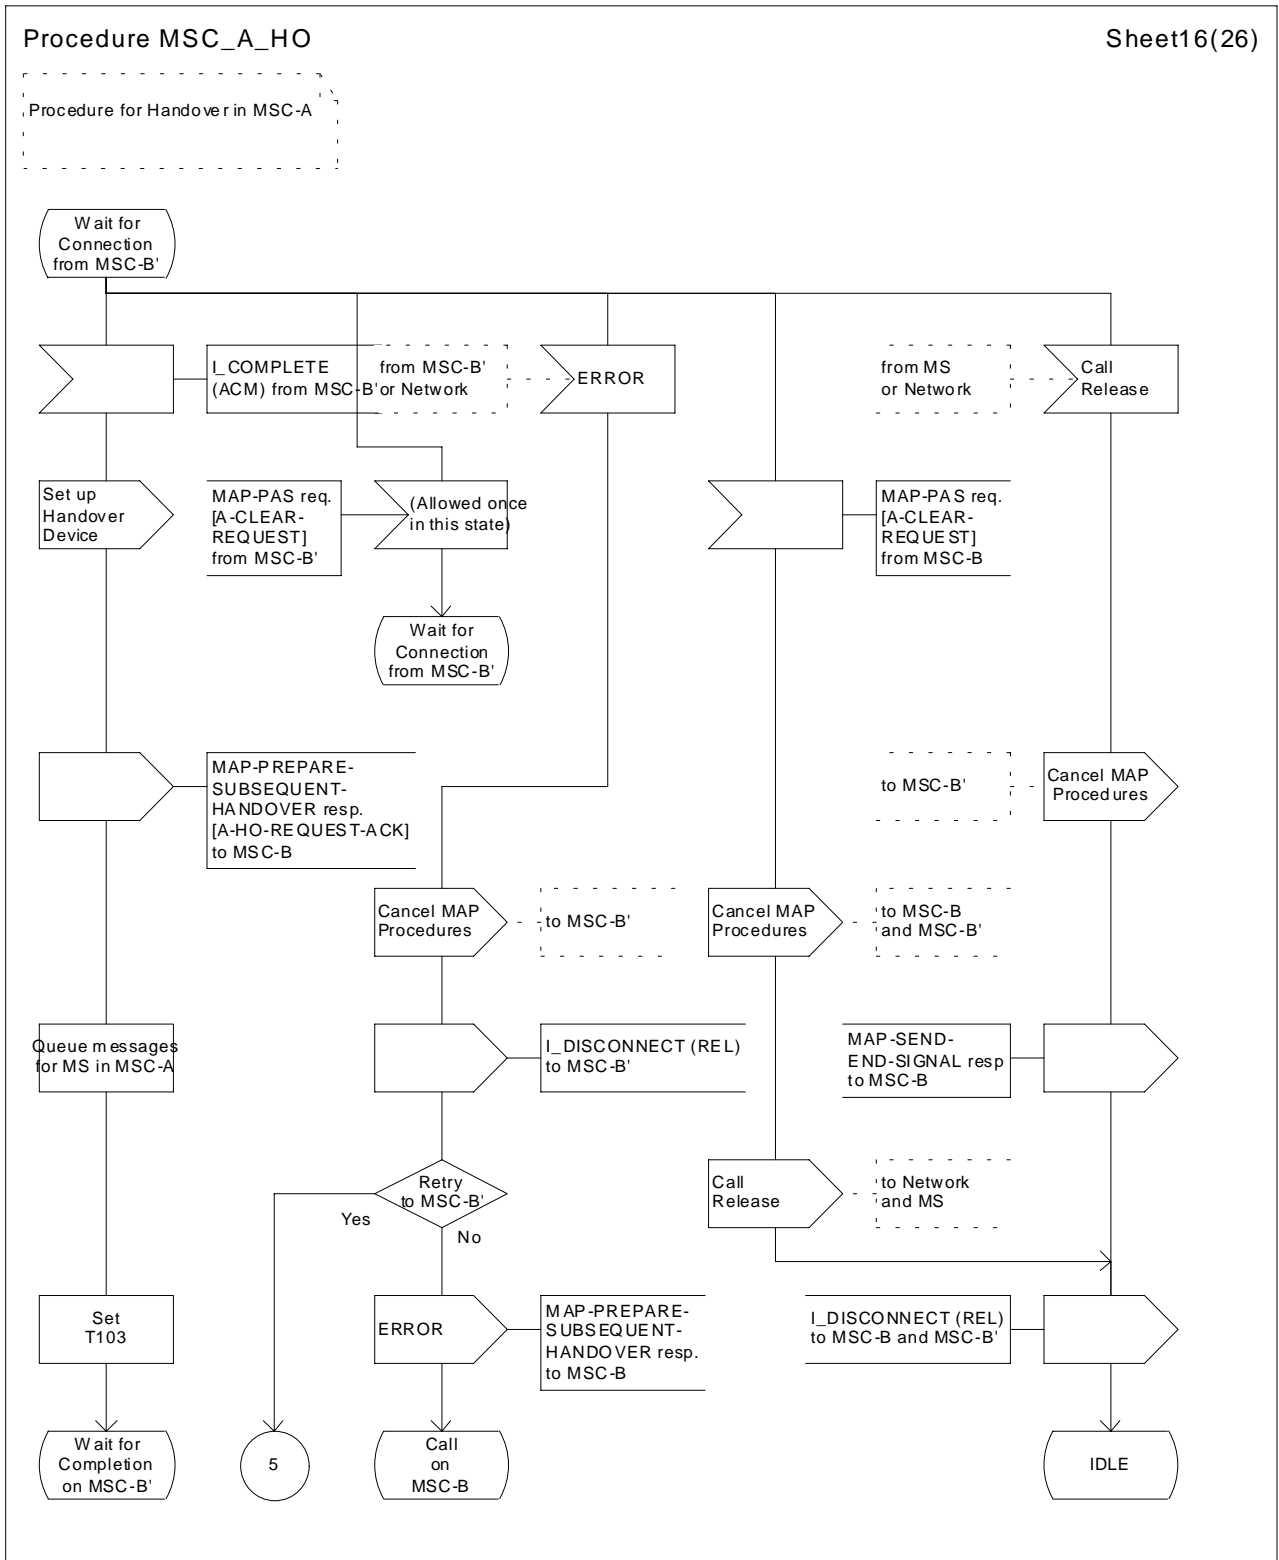 Procedure MSC_A_HO
Sheet16(26)
Procedure for Handover in MSC-A
Wait for
Connection
from MSC-B'
I_COMPLETE
(ACM) from MSC-B'
from MSC-B'
or Network
ERROR
from MS
or Network
Call
Release
Set up
Handover
Device
MAP-PAS req.
[A-CLEAR-
REQUEST]
from MSC-B'
(Allowed once
in this state)
MAP-PAS req.
[A-CLEAR-
REQUEST]
from MSC-B
Wait for
Connection
from MSC-B'
MAP-PREPARE-
SUBSEQUENT-
HANDOVER resp.
[A-HO-REQUEST-ACK]
to MSC-B
to MSC-B'
Cancel MAP
Procedures
Cancel MAP
Procedures
to MSC-B'
Cancel MAP
Procedures
to MSC-B
and MSC-B'
Queue messages
for MS in MSC-A
I_DISCONNECT (REL)
to MSC-B'
MAP-SEND-
END-SIGNAL resp
to MSC-B
Retry
to MSC-B'
Yes
No
Call
Release
to Network
and MS
Set
T103
ERROR
MAP-PREPARE-
SUBSEQUENT-
HANDOVER resp.
to MSC-B
I_DISCONNECT (REL)
to MSC-B and MSC-B'
Wait for
Completion
on MSC-B'
5
Call
on
MSC-B
IDLE